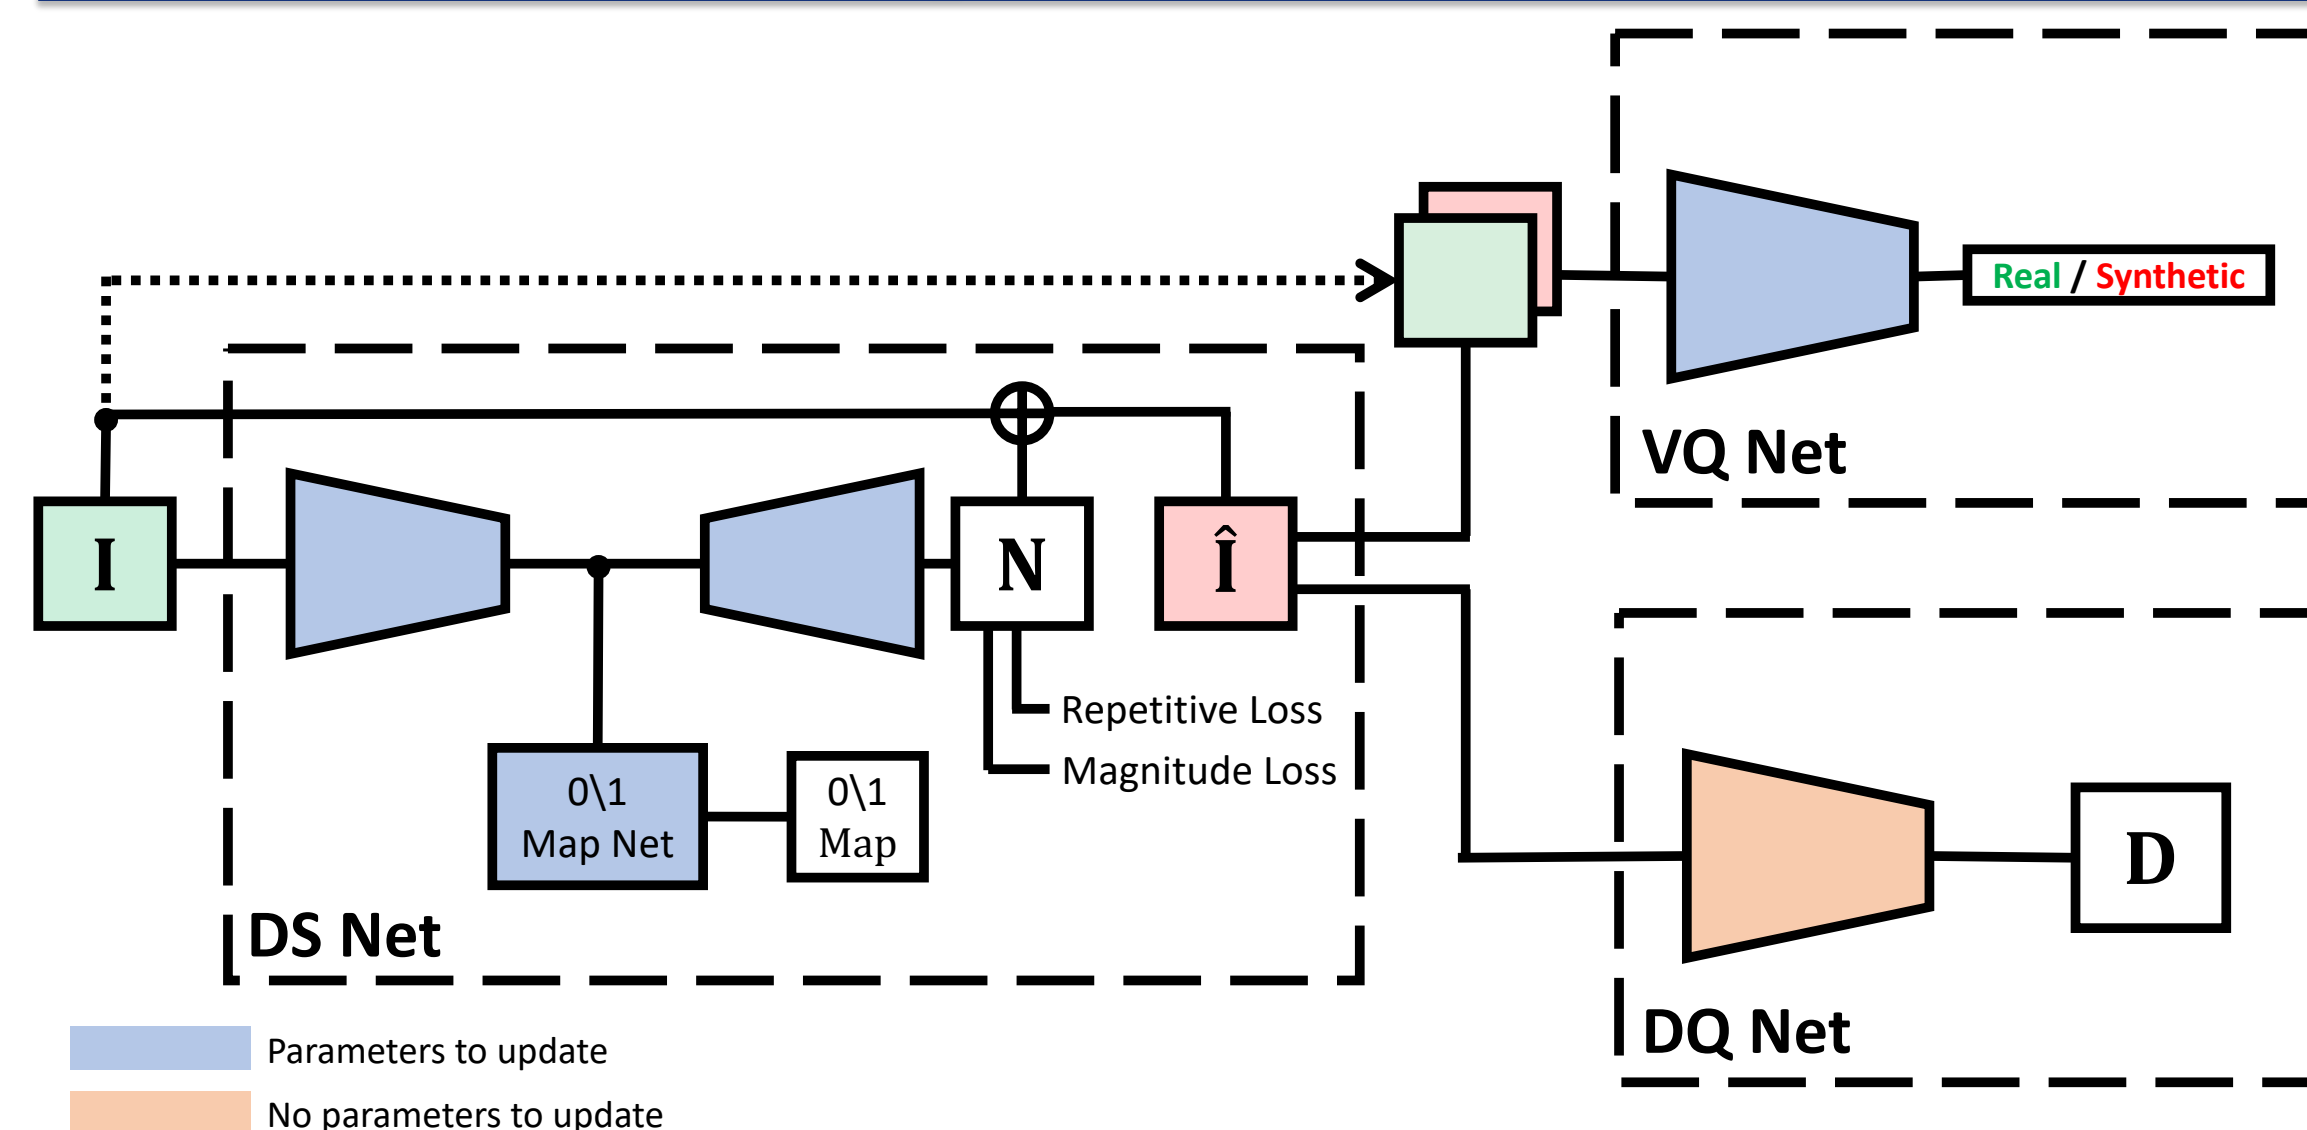 Real / Synthetic
VQ Net
I
N
Î
Repetitive Loss
Magnitude Loss
0\1
Map Net
0\1
Map
DS Net
D
DQ Net
Parameters to update
No parameters to update